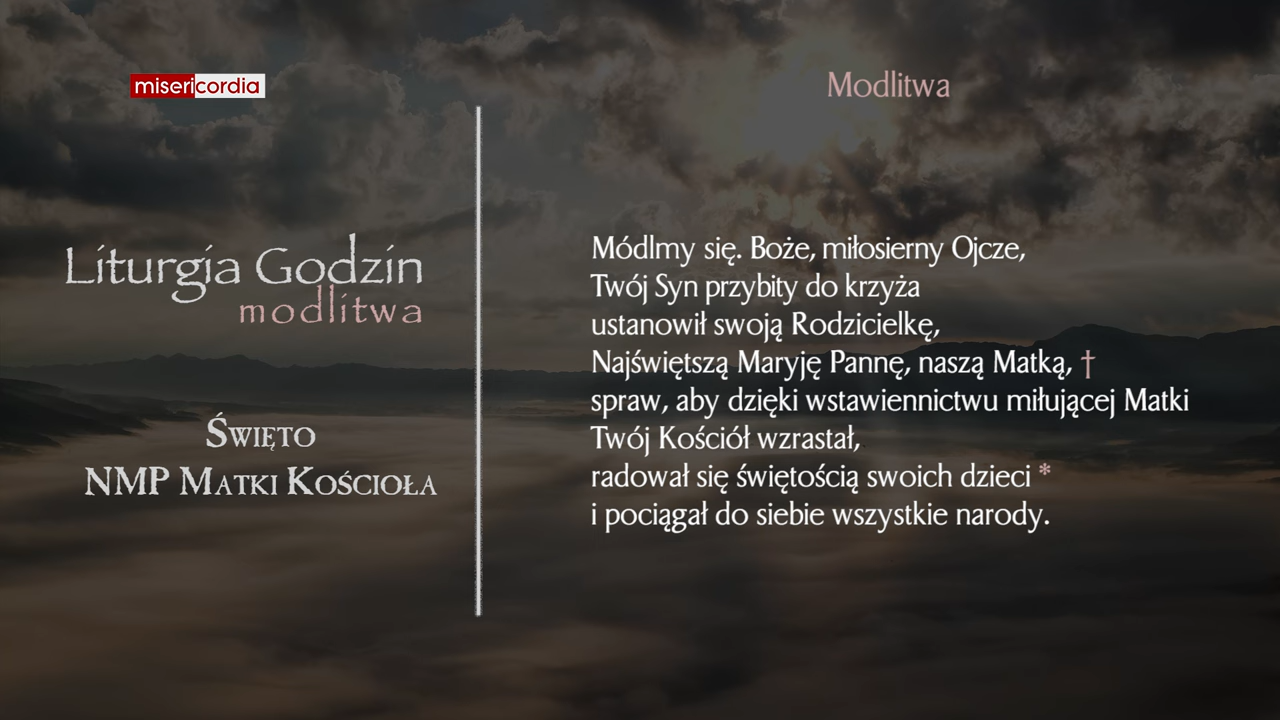 misericordia
Liturgia Godzin
modlitwa
Święto
NMP Matki Kościoła
Modlitwa
Módlmy się. Boże, miłosierny Ojcze,
Twój Syn przybity do krzyża
ustanowił swoją Rodzicielkę,
Najświętszą Maryję Pannę, naszą Matką, †
spraw, aby dzięki wstawiennictwu miłującej Matki
Twój Kościół wzrastał,
radował się świętością swoich dzieci *
i pociągał do siebie wszystkie narody.